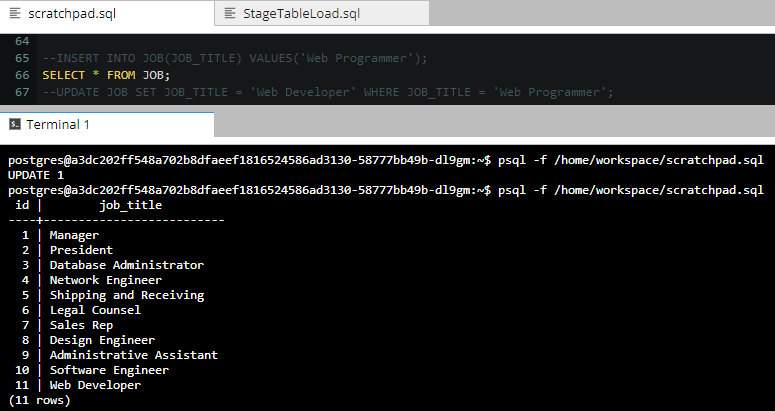 scratchpad.sql
StageTableLoad.sql
64
65 --INSERT INTO JOB(JOB_TITLE) VALUES('Web Programmer');
66 SELECT * FROM JOB;
67 --UPDATE JOB SET JOB_TITLE = 'Web Developer' WHERE JOB_TITLE = 'Web Programmer';
Terminal 1
postgres@a3dc202ff548a702b8dfaeef1816524586ad3130-58777bb49b-dl9gm:~$ psql -f /home/workspace/scratchpad.sql
UPDATE 1
postgres@a3dc202ff548a702b8dfaeef1816524586ad3130-58777bb49b-dl9gm:~$ psql -f /home/workspace/scratchpad.sql
 id |       job_title
----+--------------------------
  1 | Manager
  2 | President
  3 | Database Administrator
  4 | Network Engineer
  5 | Shipping and Receiving
  6 | Legal Counsel
  7 | Sales Rep
  8 | Design Engineer
  9 | Administrative Assistant
 10 | Software Engineer
 11 | Web Developer
(11 rows)